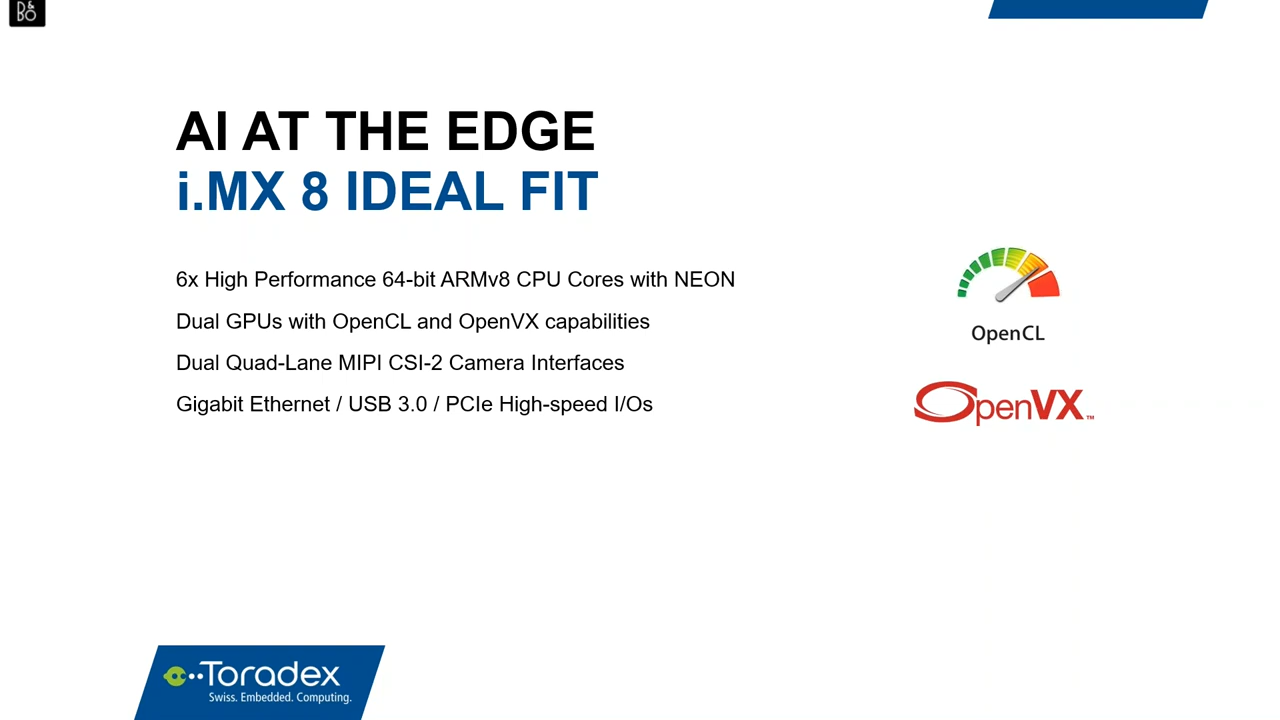 B&O
AI AT THE EDGE
i.MX 8 IDEAL FIT
6x High Performance 64-bit ARMv8 CPU Cores with NEON
Dual GPUs with OpenCL and OpenVX capabilities
Dual Quad-Lane MIPI CSI-2 Camera Interfaces
Gigabit Ethernet / USB 3.0 / PCIe High-speed I/Os
OpenCL
OpenVX™
Toradex
Swiss. Embedded. Computing.